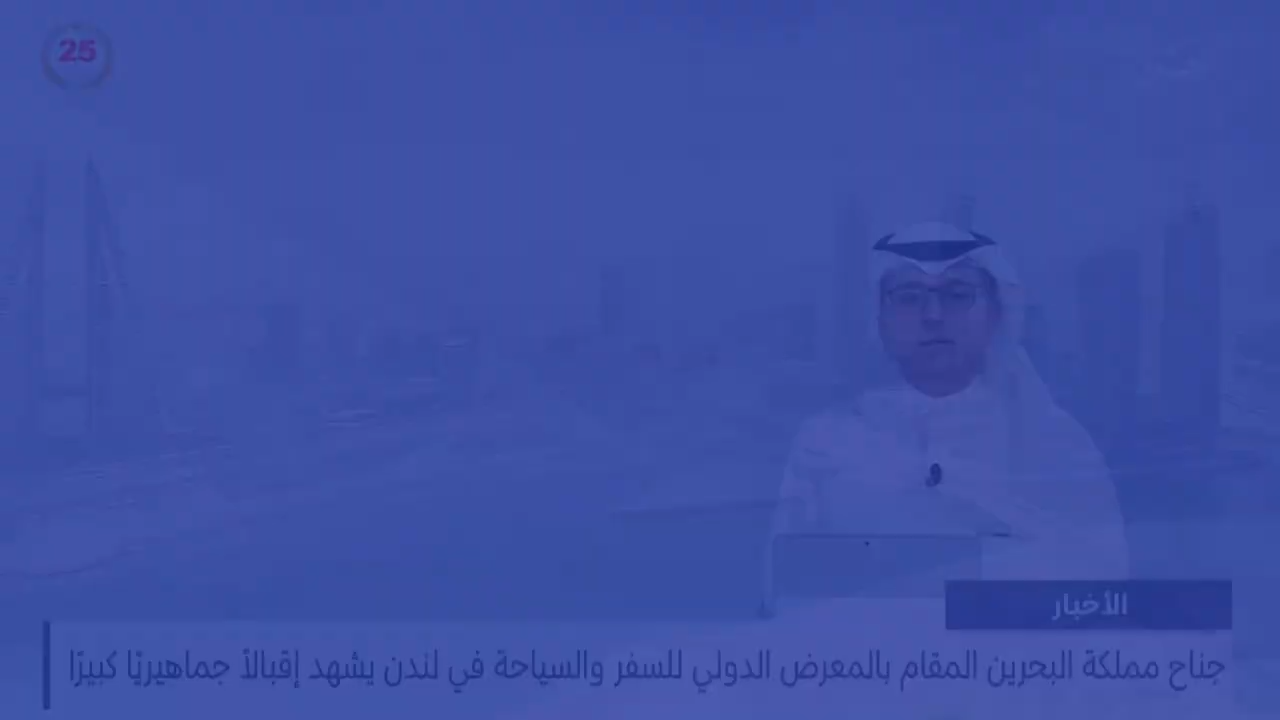 25
الأخبار
جناح مملكة البحرين المقام بالمعرض الدولي للسفر والسياحة في لندن يشهد إقبالاً جماهيريًا كبيرًا